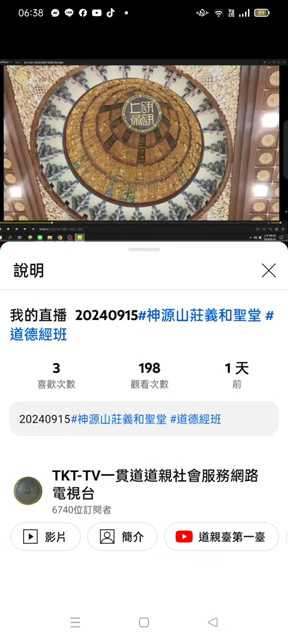 06:38
說明
我的直播 20240915#神源山莊義和聖堂 #
道德經班
3
198
1 天
喜歡次數
觀看次數
前
20240915#神源山莊義和聖堂 #道德經班
TKT-TV一貫道道親社會服務網路
電視台
6740位訂閱者
影片
簡介
道親臺第一臺